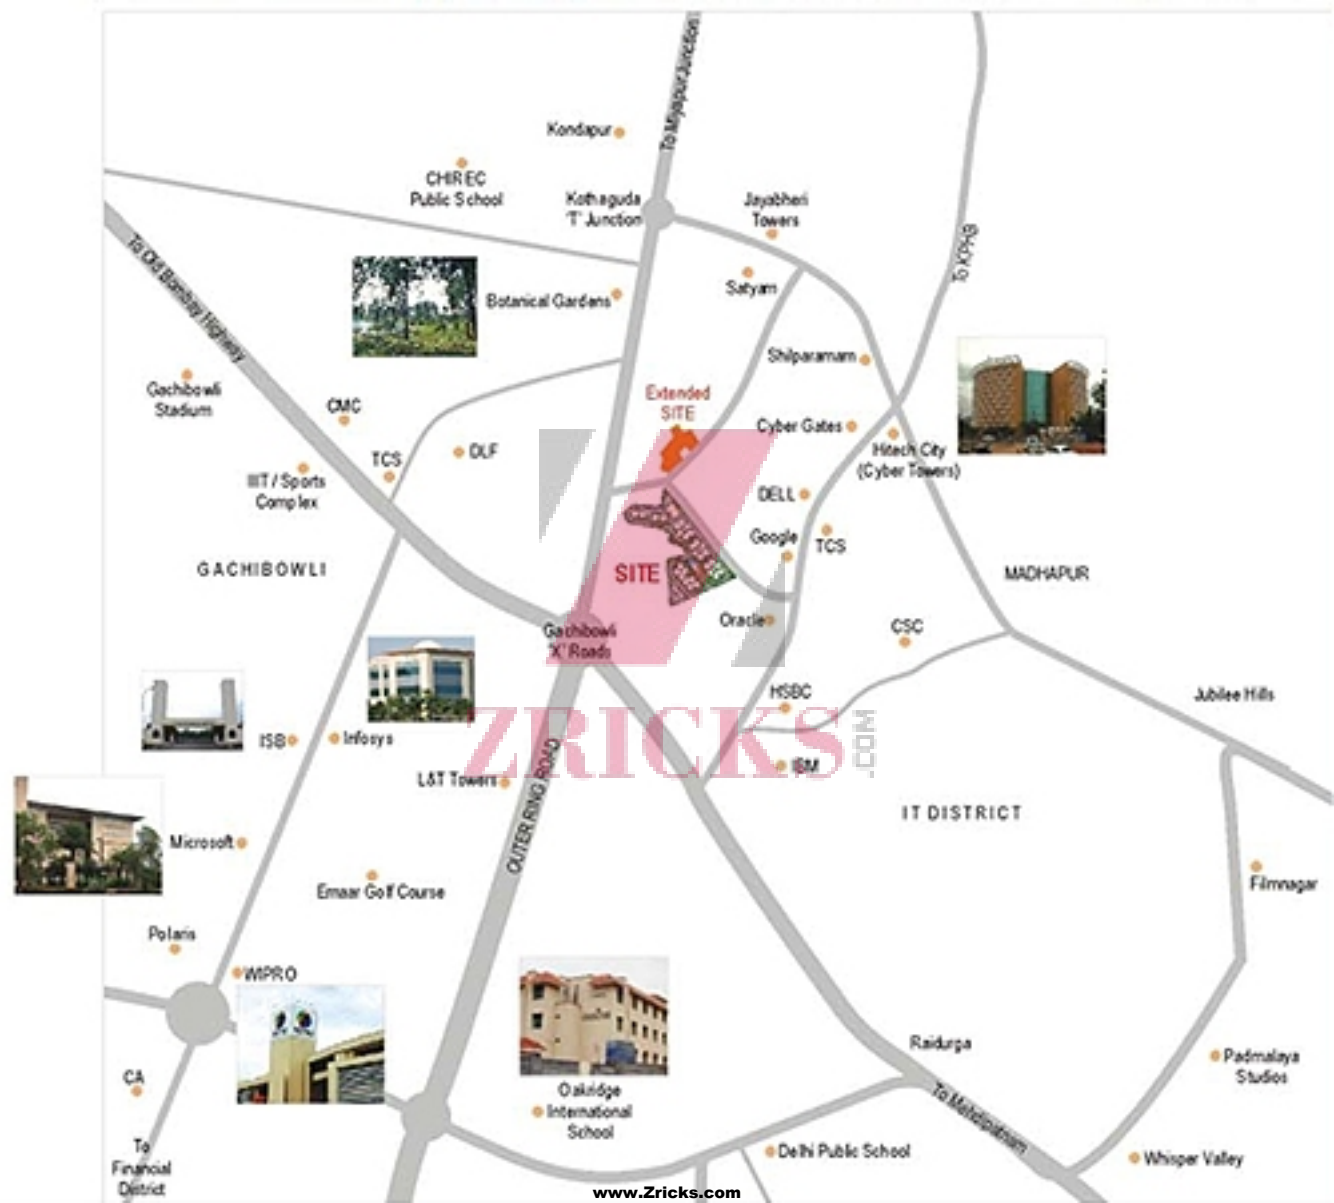 To Miyapur Junction
Kondapur
CHIREC
Public School
Kothaguda
'T' Junction
Jayabheri
Towers
To KPHB
To Old Bombay Highway
Botanical Gardens
Satyam
Shilparamam
Gachibowli
Stadium
CMC
Extended
SITE
Cyber Gates
Hitech City
(Cyber Towers)
TCS
DLF
IIIT / Sports
Complex
DELL
Google
TCS
GACHIBOWLI
SITE
MADHAPUR
Oracle
CSC
Gachibowli
'X' Roads
HSBC
Jubilee Hills
ISB
Infosys
ZRICKS
.COM
L&T Towers
IBM
OUTER RING ROAD
IT DISTRICT
Microsoft
Emaar Golf Course
Filmnagar
Polaris
WIPRO
Raidurga
Padmalaya
Studios
CA
Oakridge
International
School
To Mehdipatnam
To
Financial
District
Delhi Public School
Whisper Valley
www.Zricks.com